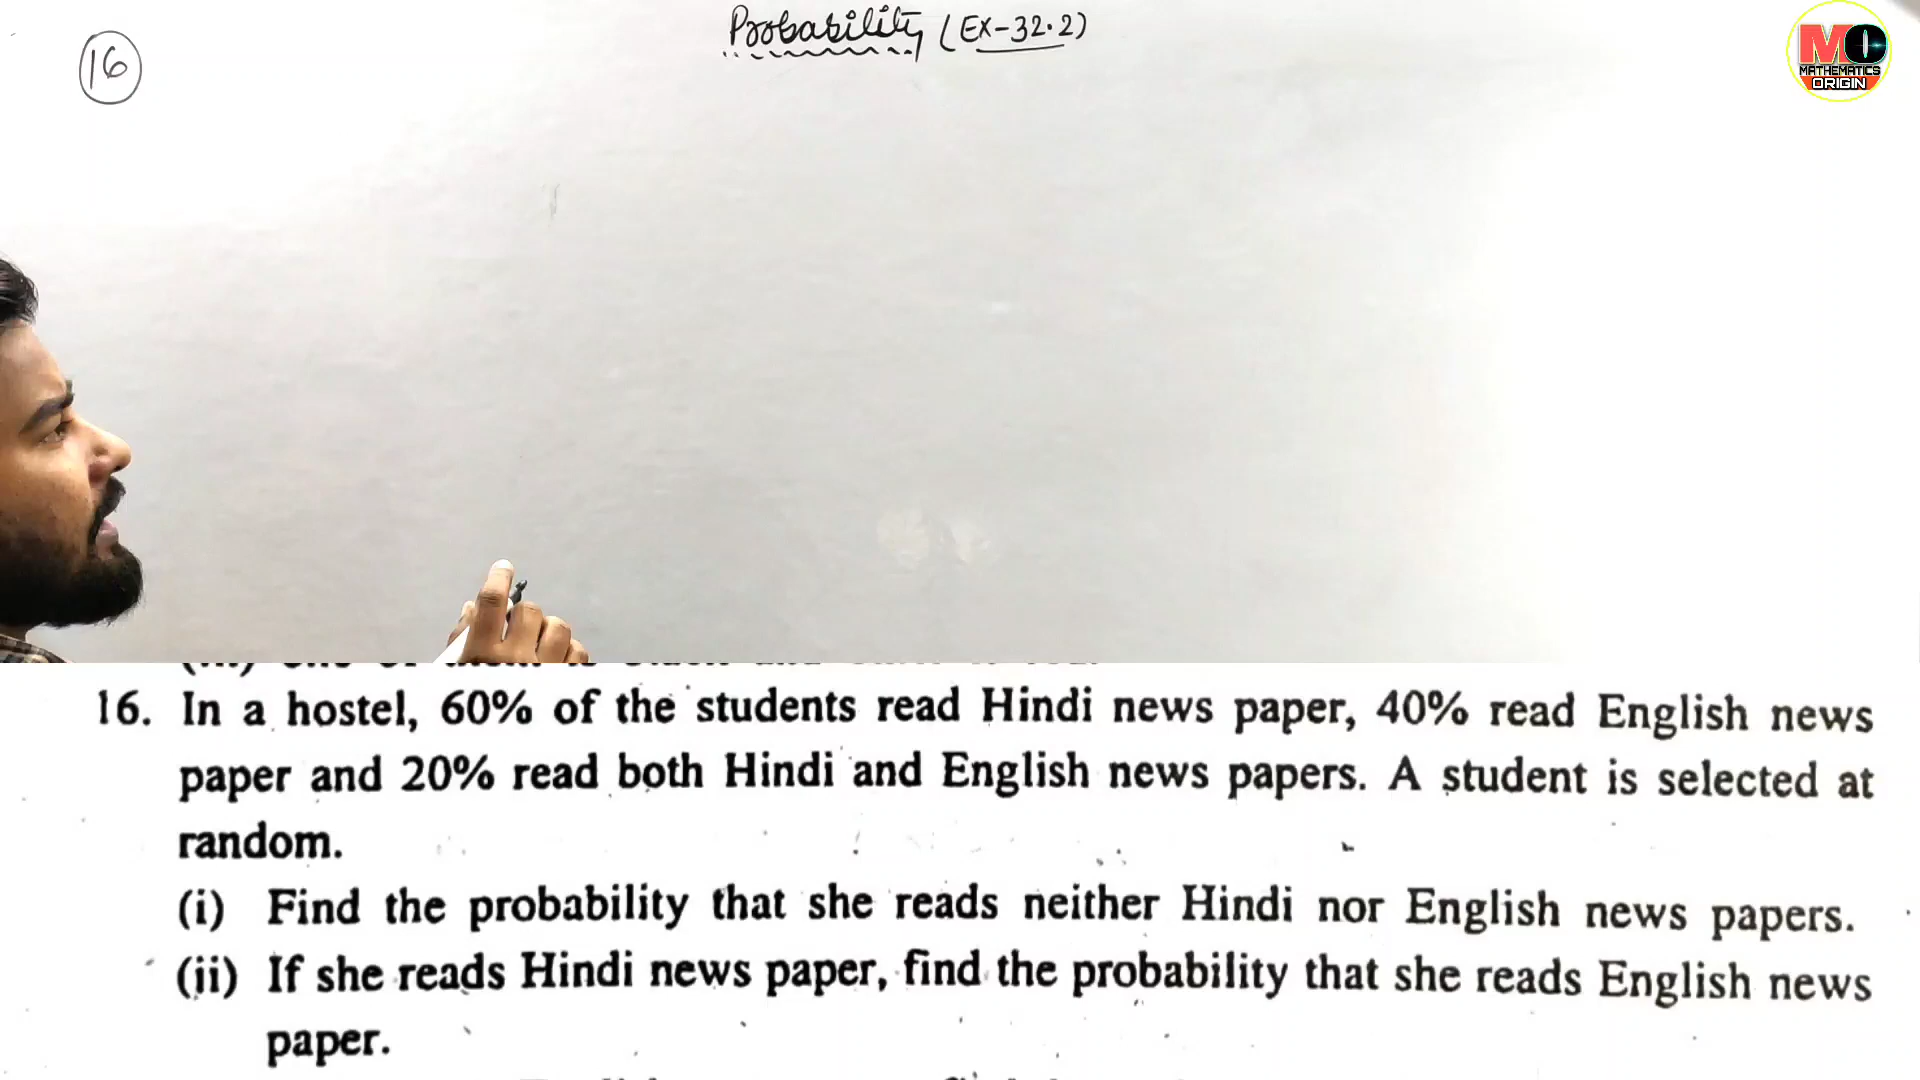 Probability (EX-32.2)
16
MATHEMATICS
ORIGIN
16. In a hostel, 60% of the students read Hindi news paper, 40% read English news
paper and 20% read both Hindi and English news papers. A student is selected at
random.
(i) Find the probability that she reads neither Hindi nor English news papers.
(ii) If she reads Hindi news paper, find the probability that she reads English news
paper.